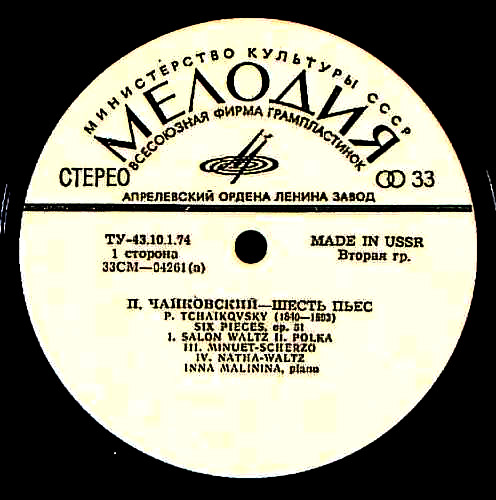 МИНИСТЕРСТВО КУЛЬТУРЫ СССР
МЕЛОДИЯ
ВСЕСОЮЗНАЯ ФИРМА ГРАМПЛАСТИНОК
СТЕРЕО 33
АПРЕЛЕВСКИЙ ОРДЕНА ЛЕНИНА ЗАВОД
ТУ-43.10.1.74 MADE IN USSR
1 сторона Вторая гр.
33СМ—04261(а)
П. ЧАЙКОВСКИЙ—ШЕСТЬ ПЬЕС
P. TCHAIKOVSKY (1840—1893)
SIX PIECES, op. 51
I. SALON WALTZ II. POLKA
III. MINUET-SCHERZO
IV. NATHA-WALTZ
INNA MALININA, piano